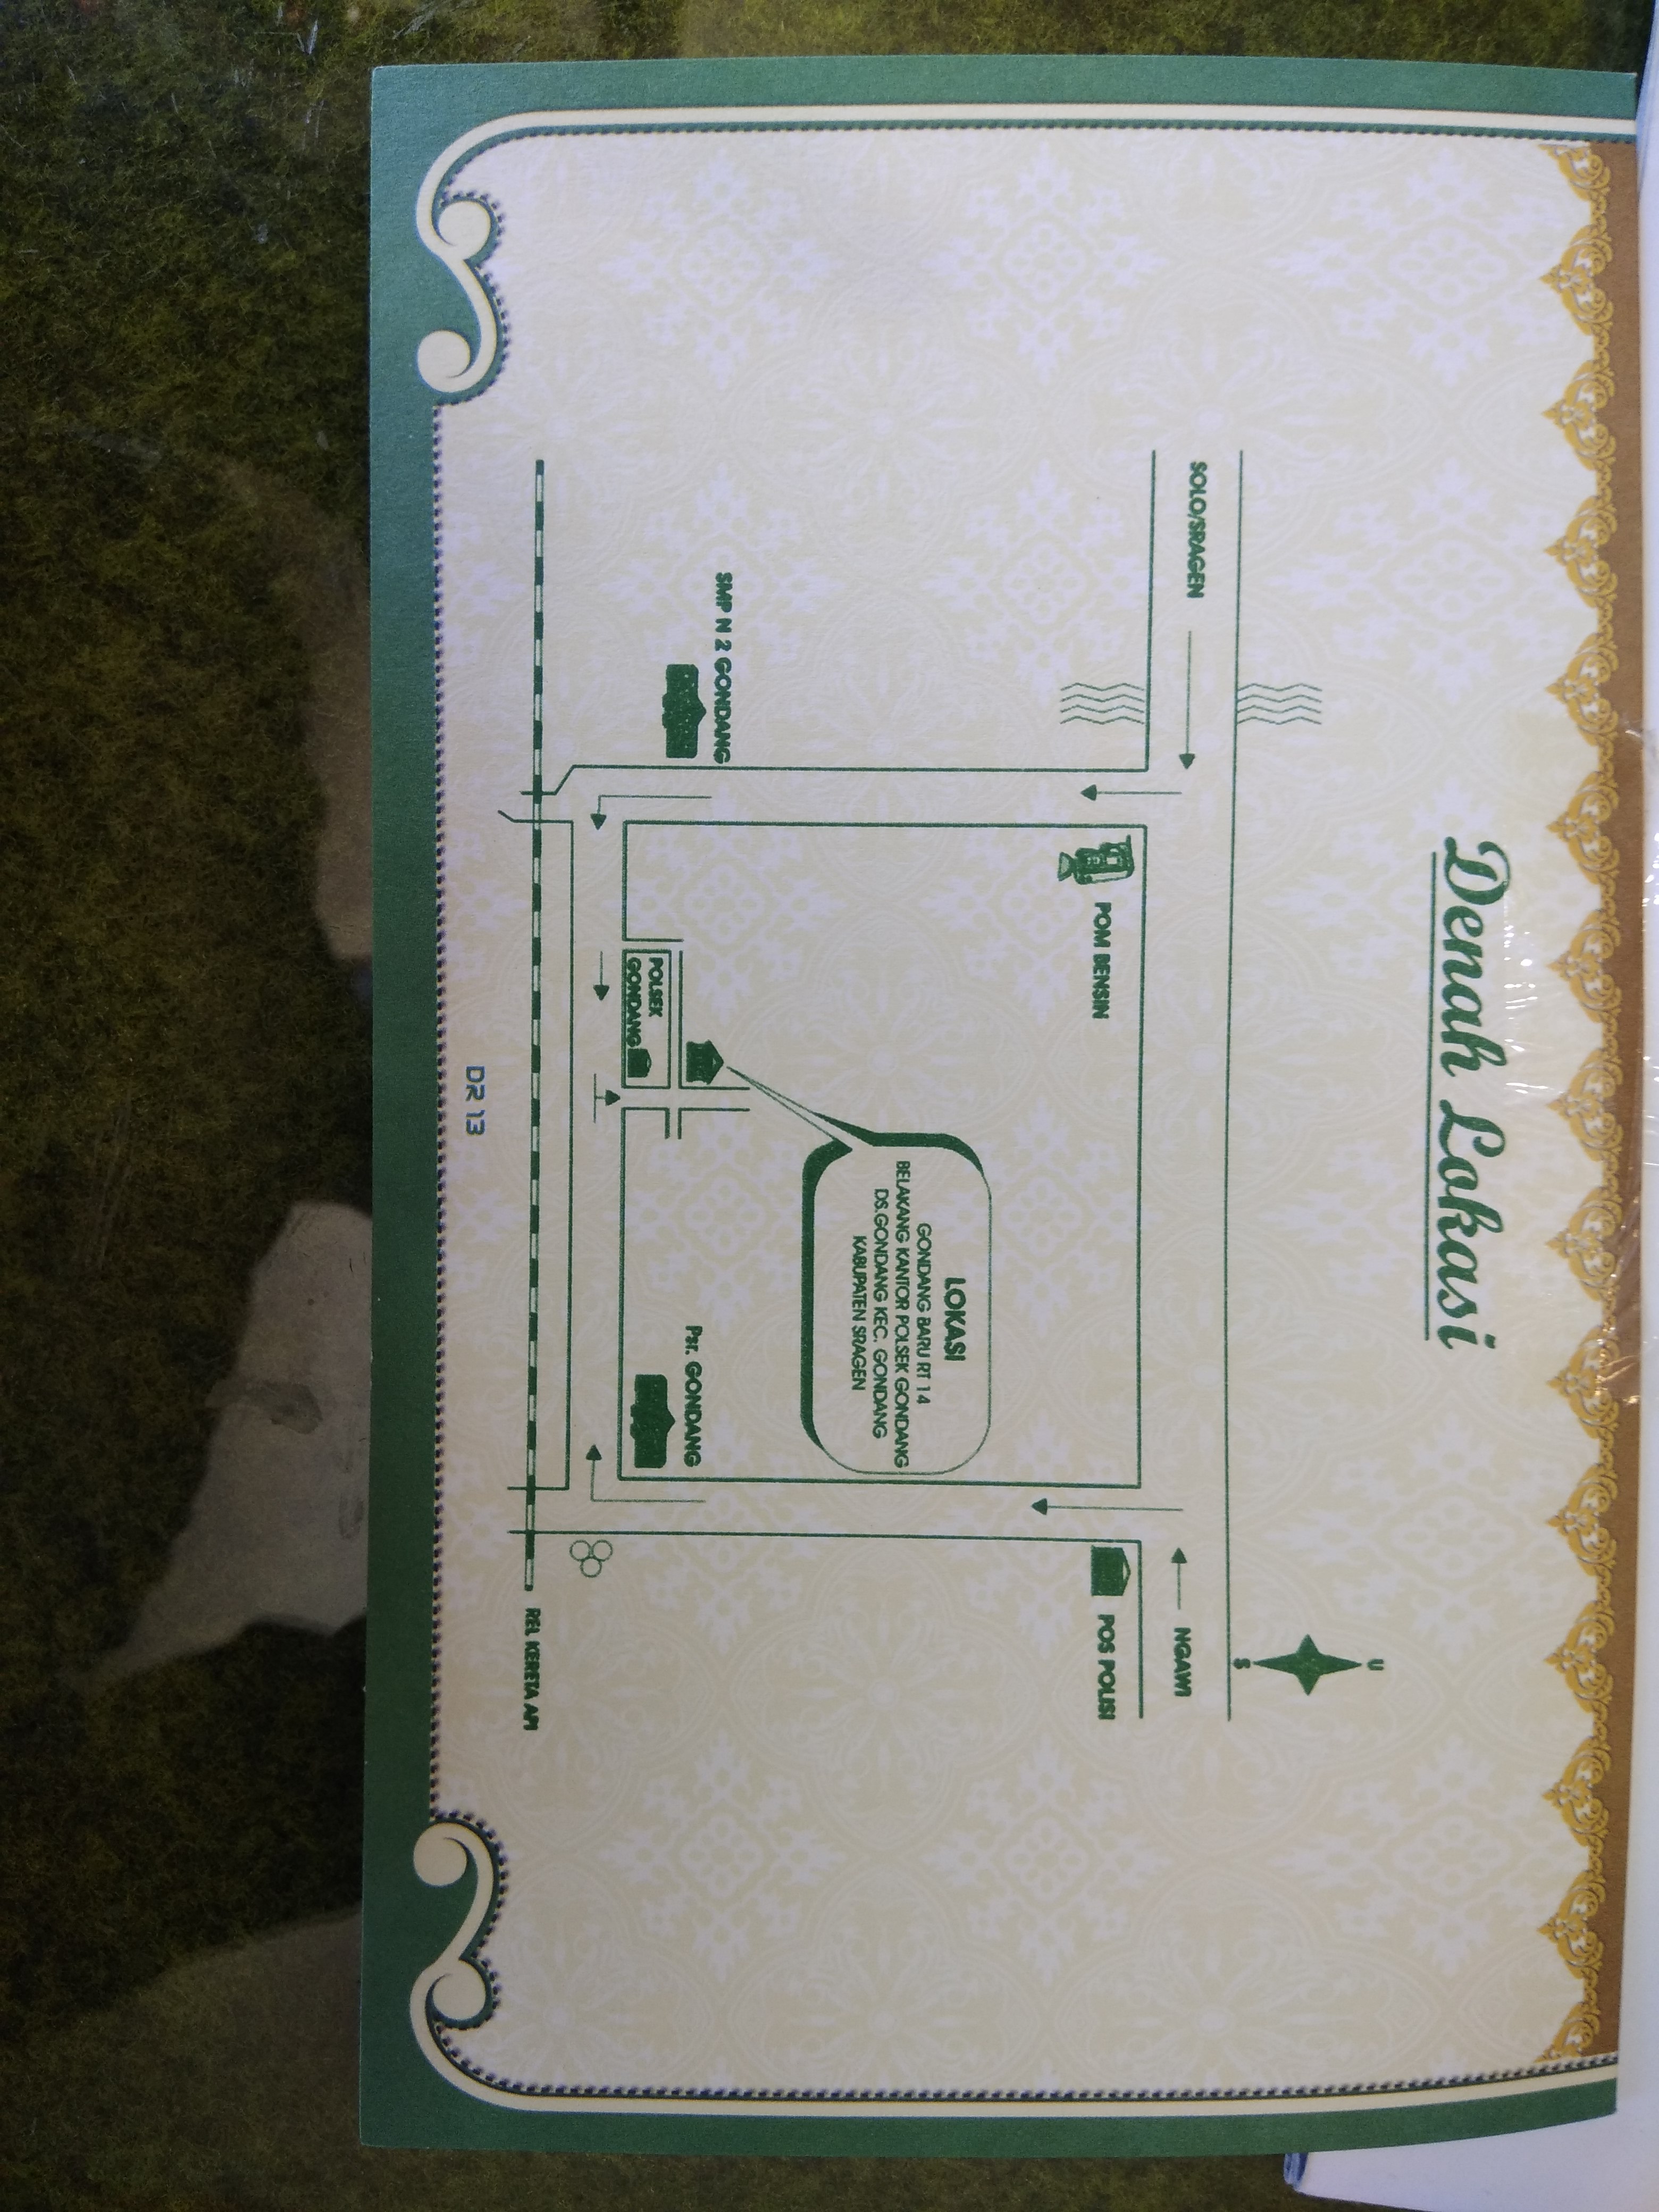 Denah Lokasi
U
S
SOLO/SRAGEN
NGAWI
POM BENSIN
POS POLISI
LOKASI
GONDANG BARU RT 14
BELAKANG KANTOR POLSEK GONDANG
DS.GONDANG KEC. GONDANG
KABUPATEN SRAGEN
SMP N 2 GONDANG
POLSEK
GONDANG
Psr. GONDANG
REL KERETA API
DR 13